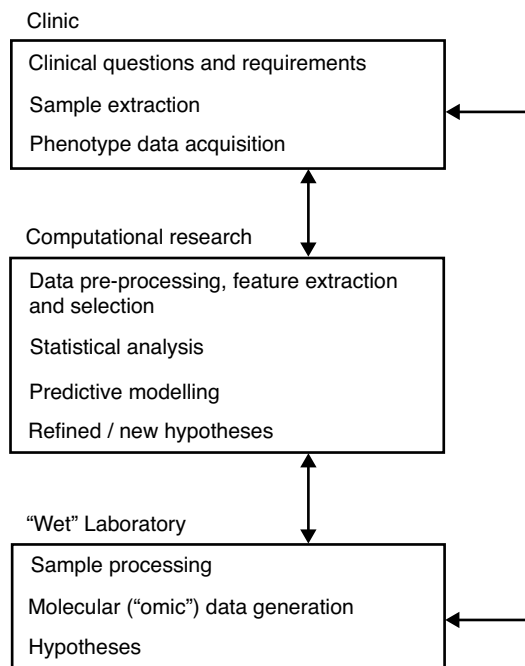 Clinic
Clinical questions and requirements
Sample extraction
Phenotype data acquisition
Computational research
Data pre-processing, feature extraction
and selection
Statistical analysis
Predictive modelling
Refined / new hypotheses
“Wet” Laboratory
Sample processing
Molecular (“omic”) data generation
Hypotheses